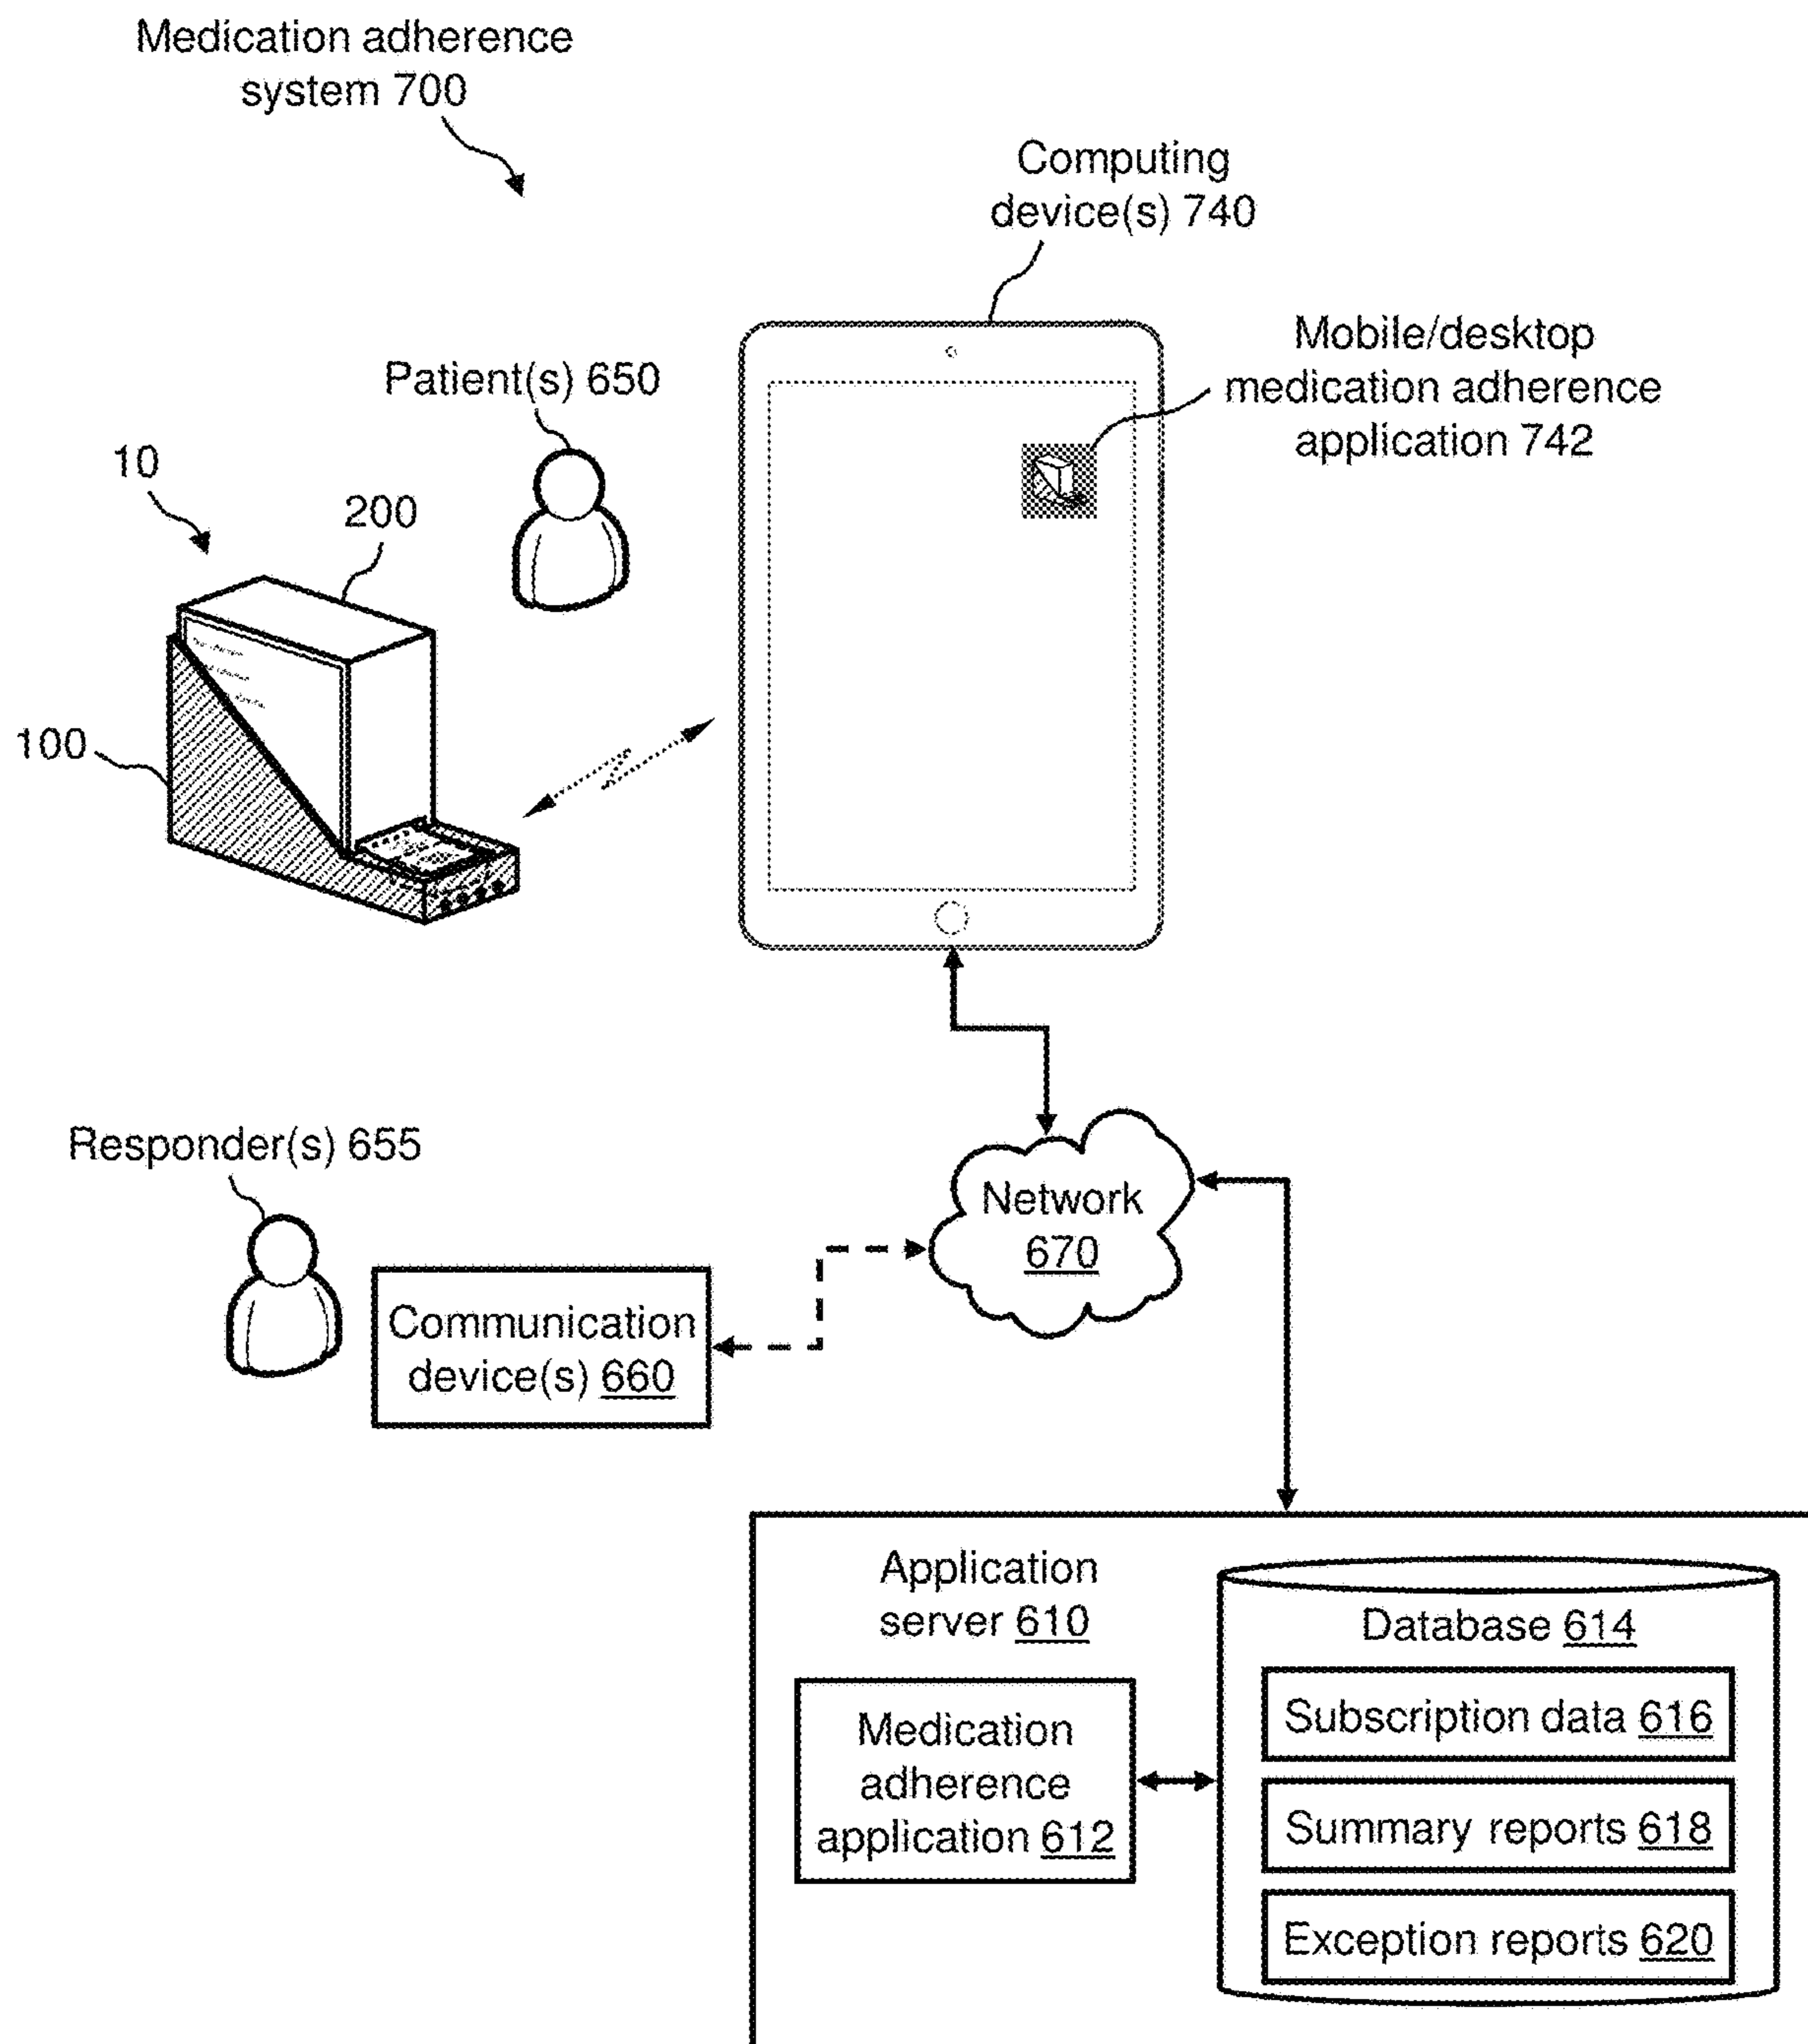 Medication adherence
system 700
Computing
device(s) 740
Mobile/desktop
medication adherence
application 742
Patient(s) 650
10
200
100
Responder(s) 655
Network
670
Communication
device(s) 660
Application
server 610
Database 614
Medication
adherence
application 612
Subscription data 616
Summary reports 618
Exception reports 620